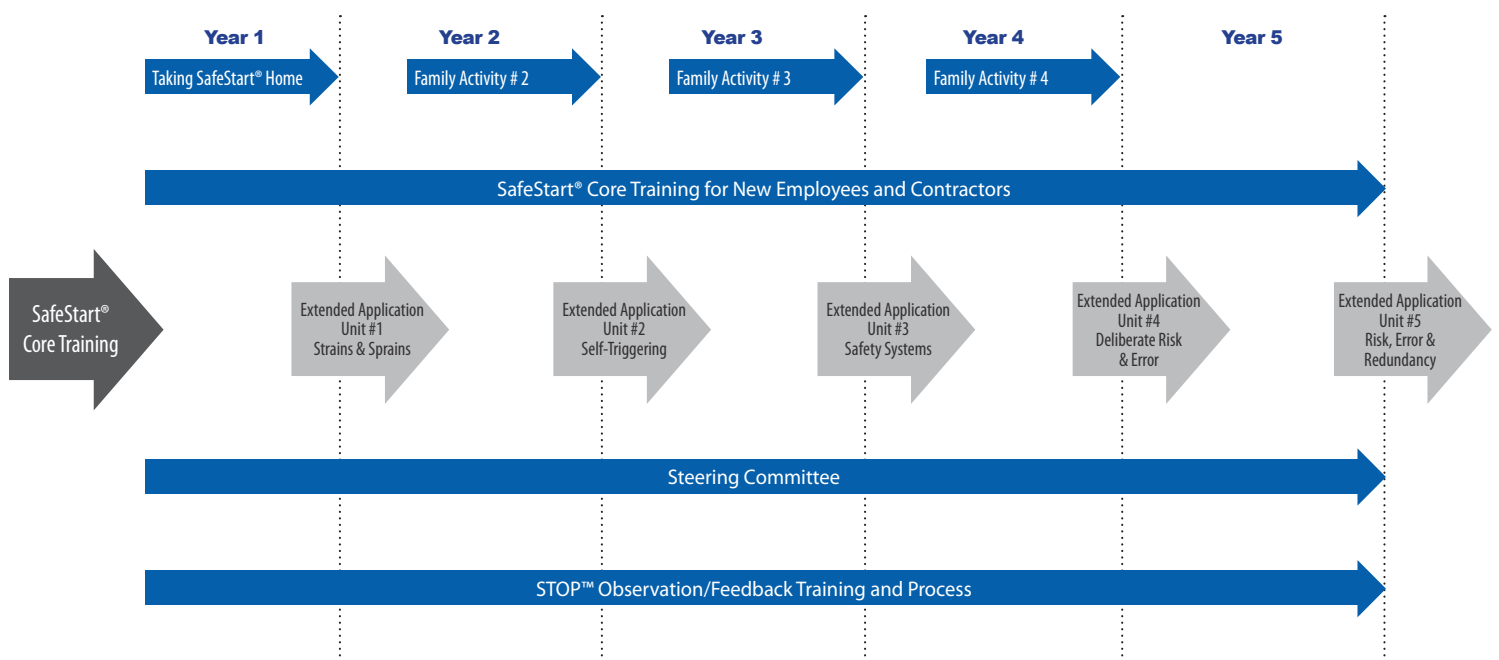 Year 1
Year 2
Year 3
Year 4
Year 5
Taking SafeStart® Home
Family Activity # 2
Family Activity # 3
Family Activity # 4
SafeStart® Core Training for New Employees and Contractors
SafeStart®
Core Training
Extended Application
Unit #1
Strains & Sprains
Extended Application
Unit #2
Self-Triggering
Extended Application
Unit #3
Safety Systems
Extended Application
Unit #4
Deliberate Risk
& Error
Extended Application
Unit #5
Risk, Error &
Redundancy
Steering Committee
STOP™ Observation/Feedback Training and Process